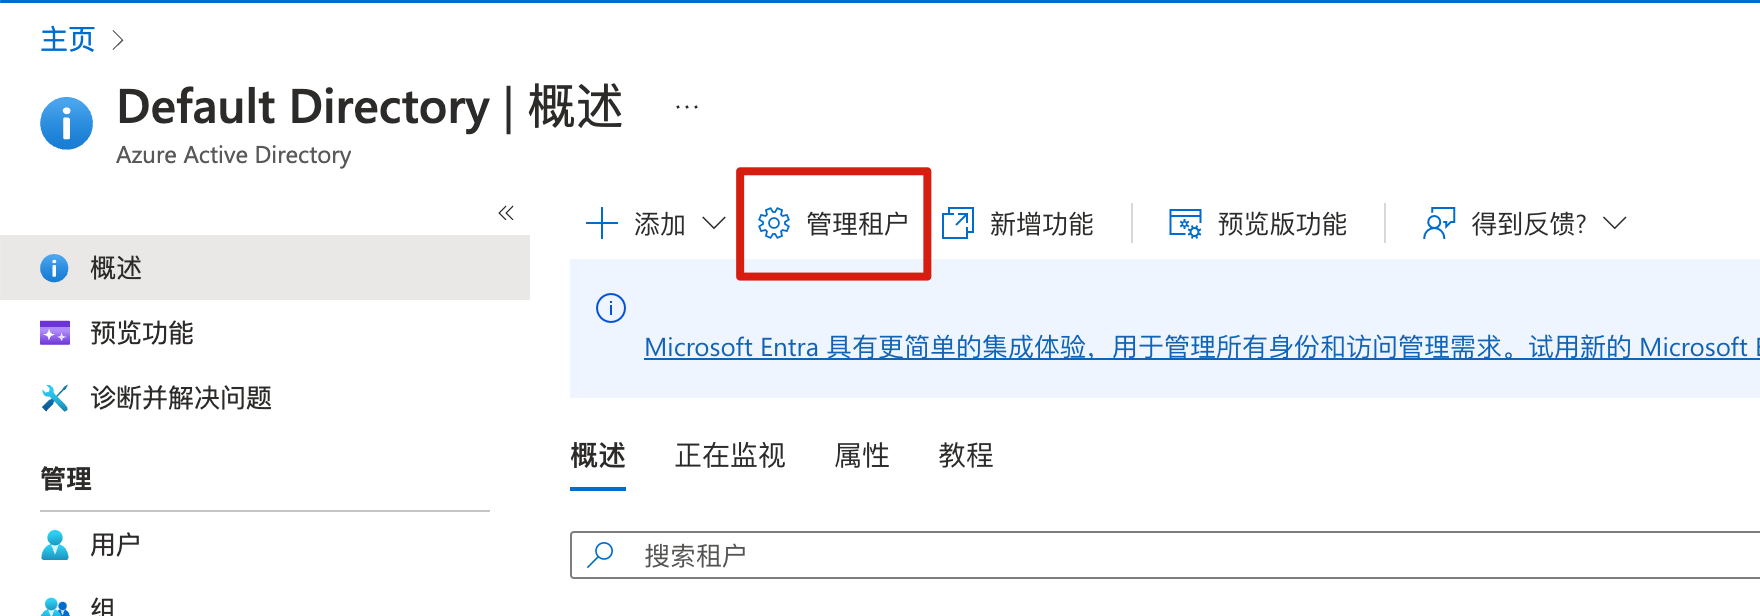 主页
Default Directory | 概述 ...
Azure Active Directory
«
添加 管理租户 新增功能 预览版功能 得到反馈?
概述
预览功能
诊断并解决问题
管理
用户
组
Microsoft Entra 具有更简单的集成体验，用于管理所有身份和访问管理需求。试用新的 Microsoft
概述 正在监视 属性 教程
搜索租户